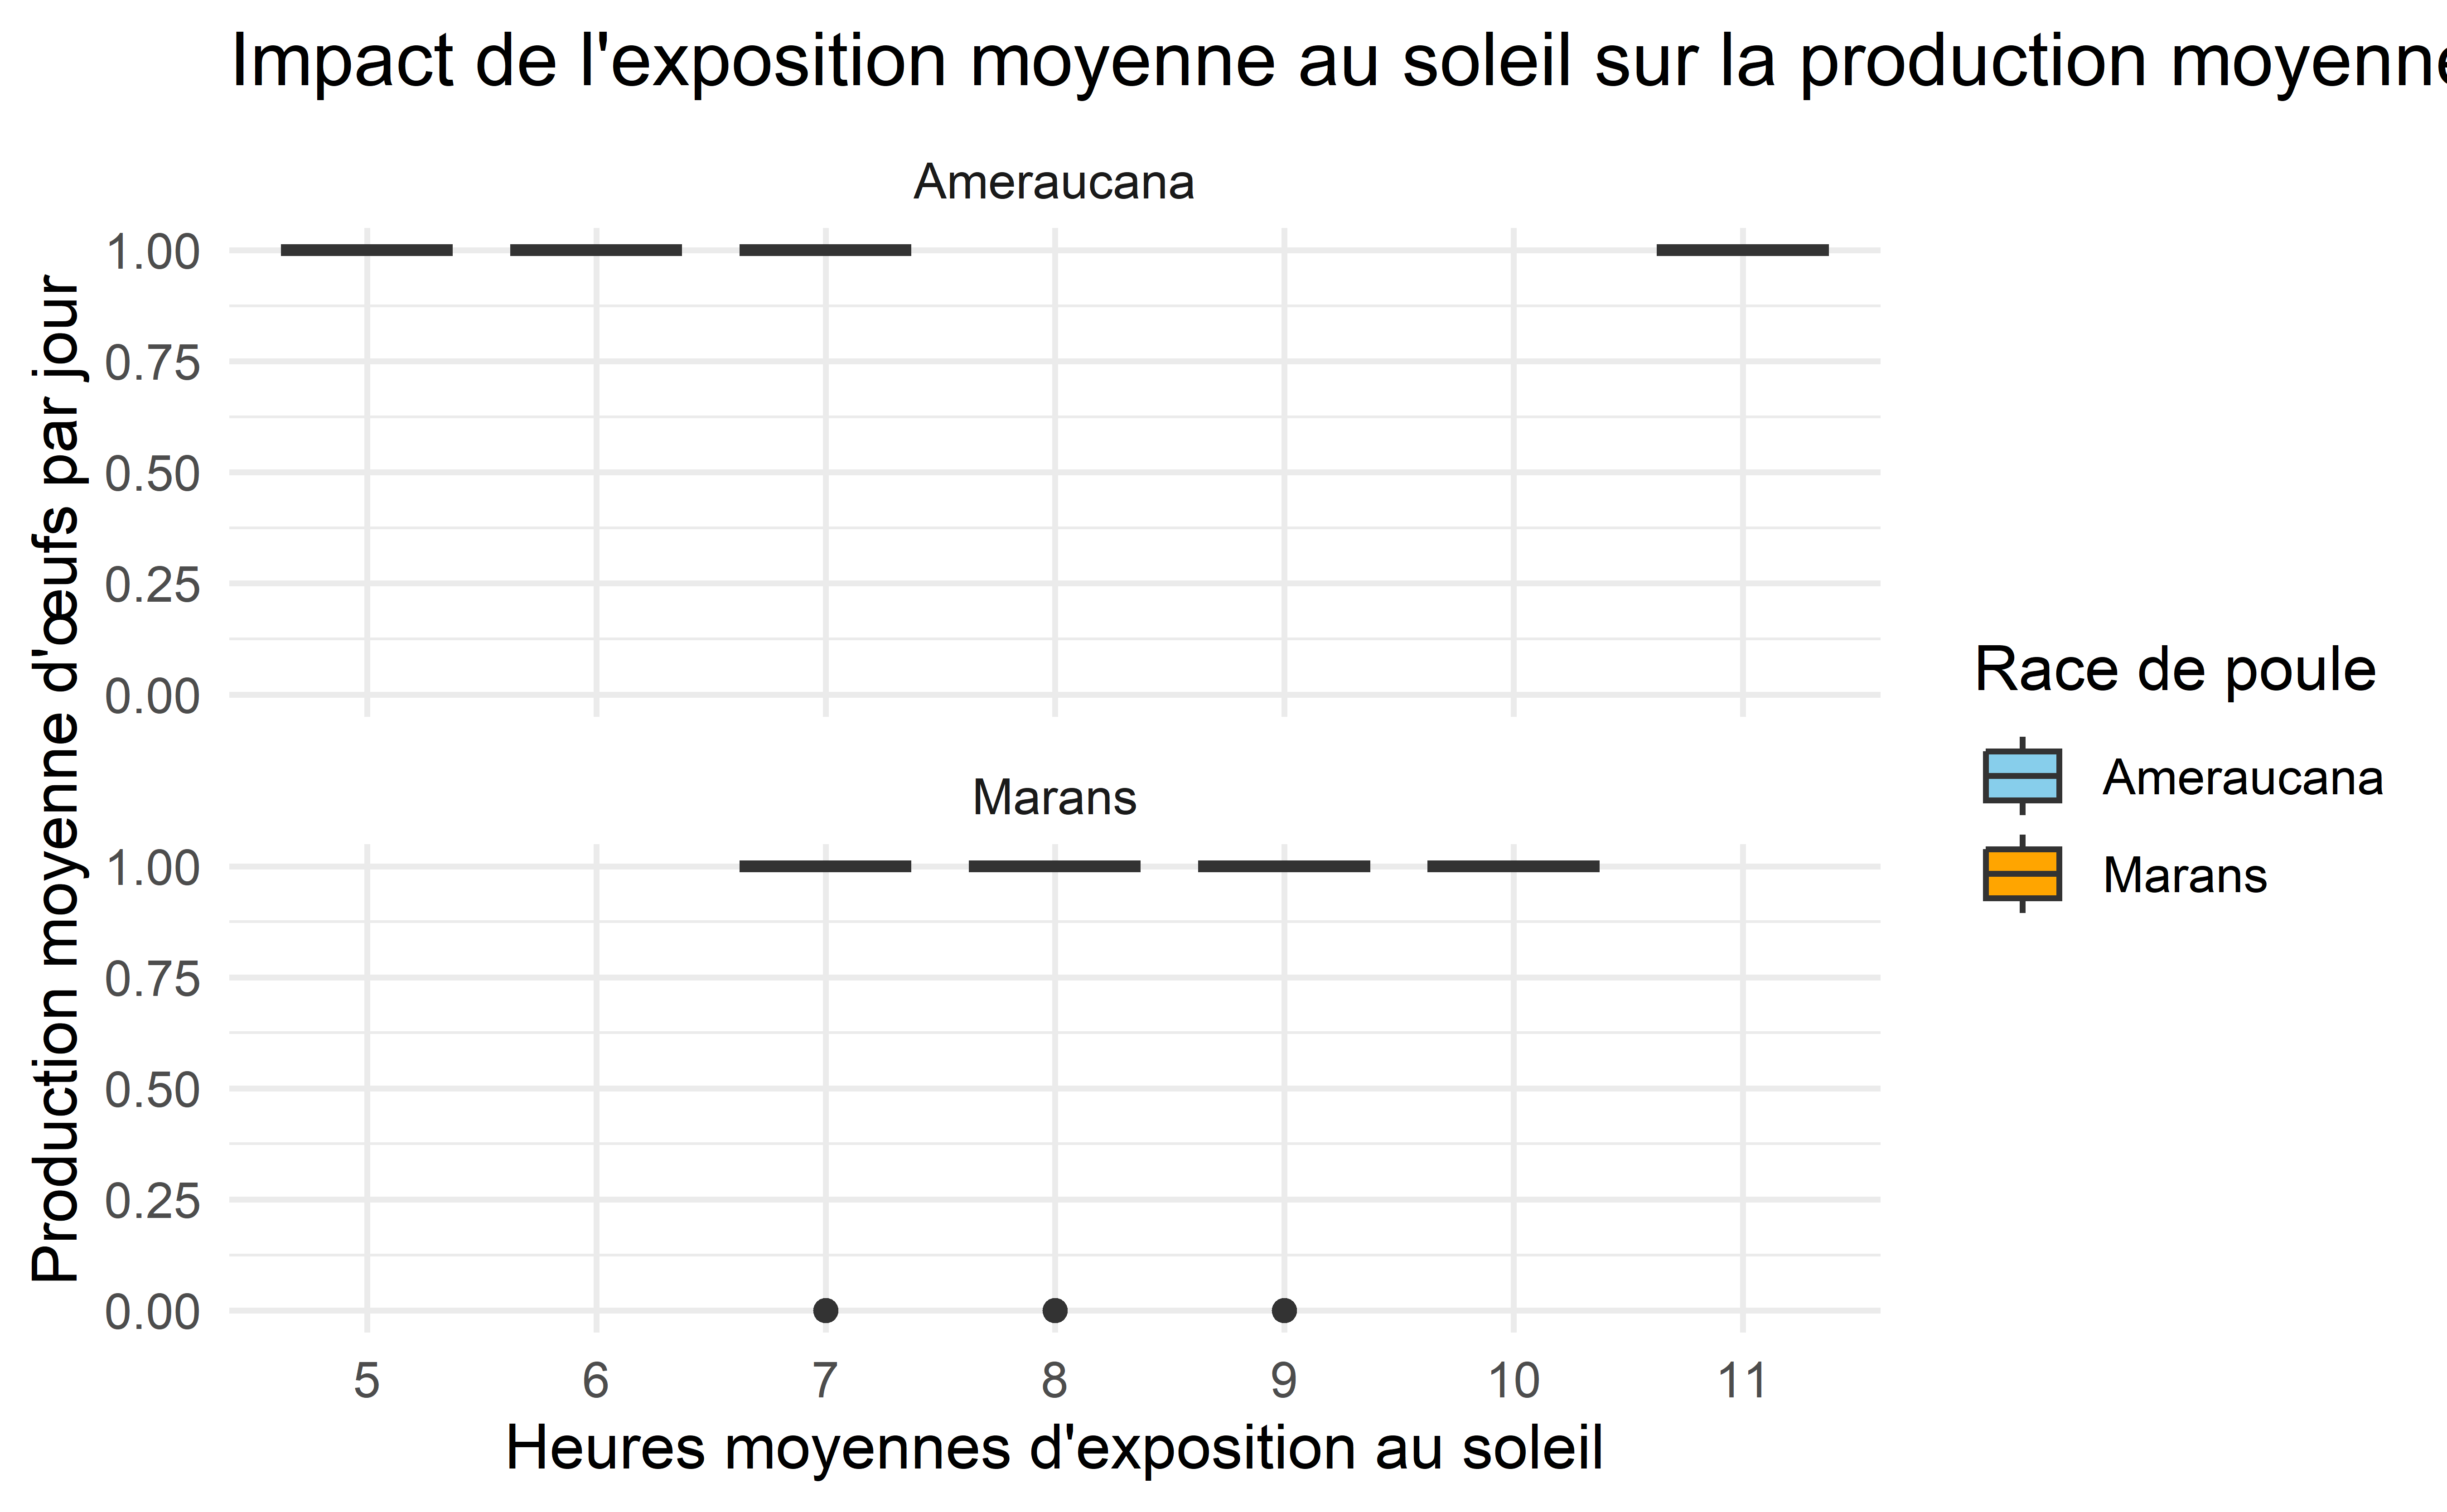 Impact de l'exposition moyenne au soleil sur la production moyenne
Ameraucana
1.00
0.75
0.50
0.25
0.00
Production moyenne d'œufs par jour
Marans
1.00
0.75
0.50
0.25
0.00
5 6 7 8 9 10 11
Heures moyennes d'exposition au soleil
Race de poule
Ameraucana
Marans